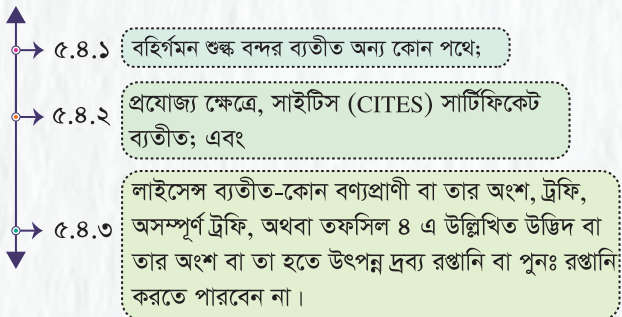 ৫.৪.১ বহির্গমন শুল্ক বন্দর ব্যতীত অন্য কোন পথে;
৫.৪.২ প্রযোজ্য ক্ষেত্রে, সাইটিস (CITES) সার্টিফিকেট
ব্যতীত; এবং
লাইসেন্স ব্যতীত-কোন বণ্যপ্রাণী বা তার অংশ, ট্রফি,
৫.৪.৩ অসম্পূর্ণ ট্রফি, অথবা তফসিল ৪ এ উল্লিখিত উদ্ভিদ বা
তার অংশ বা তা হতে উৎপন্ন দ্রব্য রপ্তানি বা পুনঃ রপ্তানি
করতে পারবেন না।